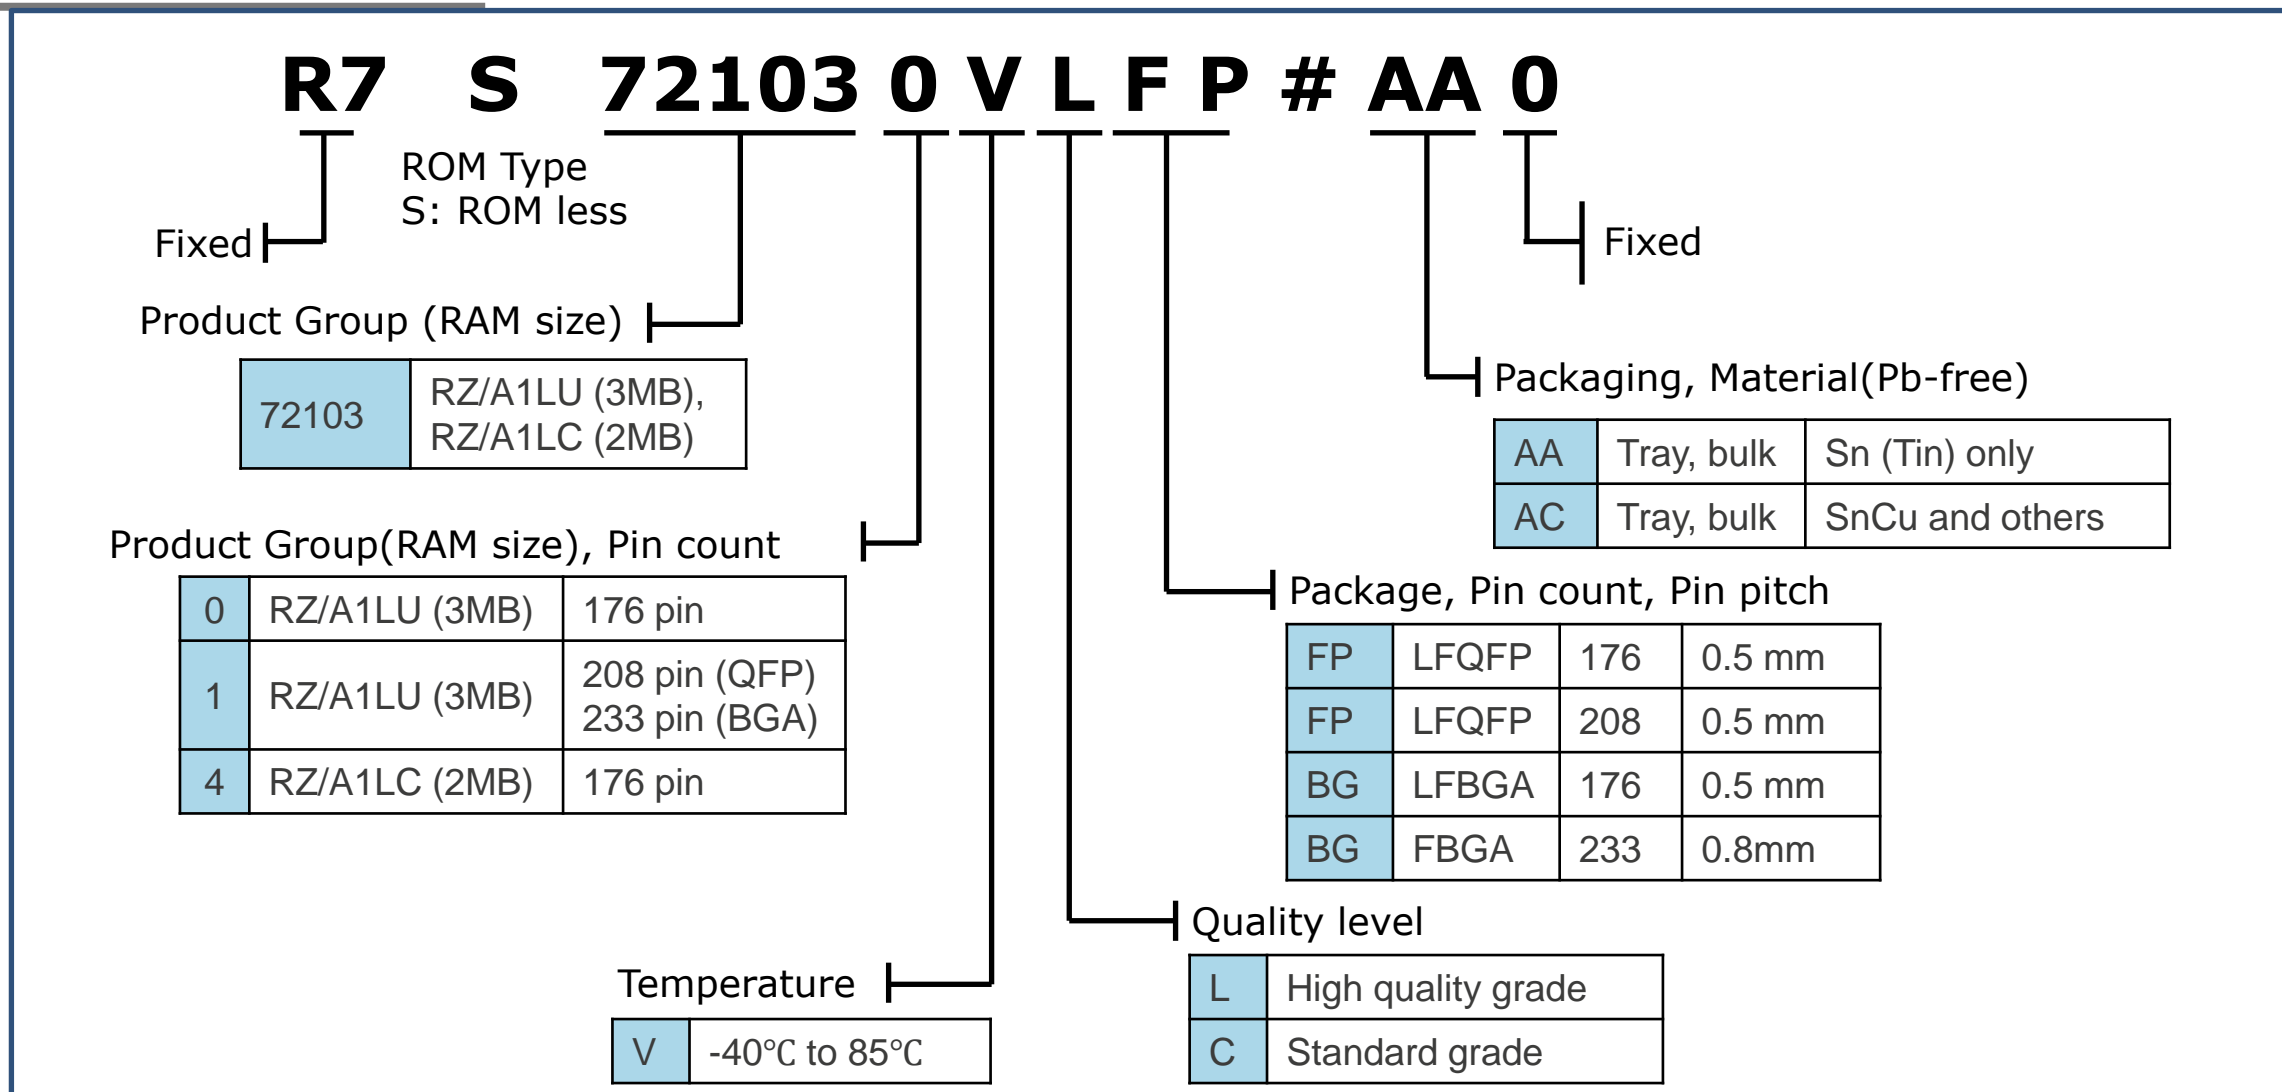 R7 S 72103 0 V L F P # AA 0
ROM Type
S: ROM less
Fixed
Fixed
Product Group (RAM size)
72103 RZ/A1LU (3MB),
RZ/A1LC (2MB)
Packaging, Material(Pb-free)
AA Tray, bulk Sn (Tin) only
AC Tray, bulk SnCu and others
Product Group(RAM size), Pin count
0 RZ/A1LU (3MB) 176 pin
1 RZ/A1LU (3MB) 208 pin (QFP)
233 pin (BGA)
4 RZ/A1LC (2MB) 176 pin
Package, Pin count, Pin pitch
FP LFQFP 176 0.5 mm
FP LFQFP 208 0.5 mm
BG LFBGA 176 0.5 mm
BG FBGA 233 0.8mm
Quality level
L High quality grade
C Standard grade
Temperature
V -40℃ to 85℃